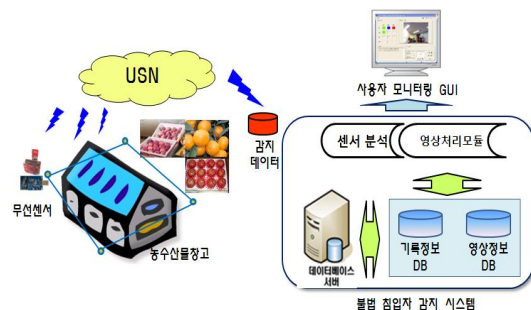 USN
사용자 모니터링 GUI
감지
데이터
센서 분석
영상처리모듈
무선센서
농수산물창고
기록정보
DB
영상정보
DB
데이터베이스
서버
불법 침입자 감지 시스템